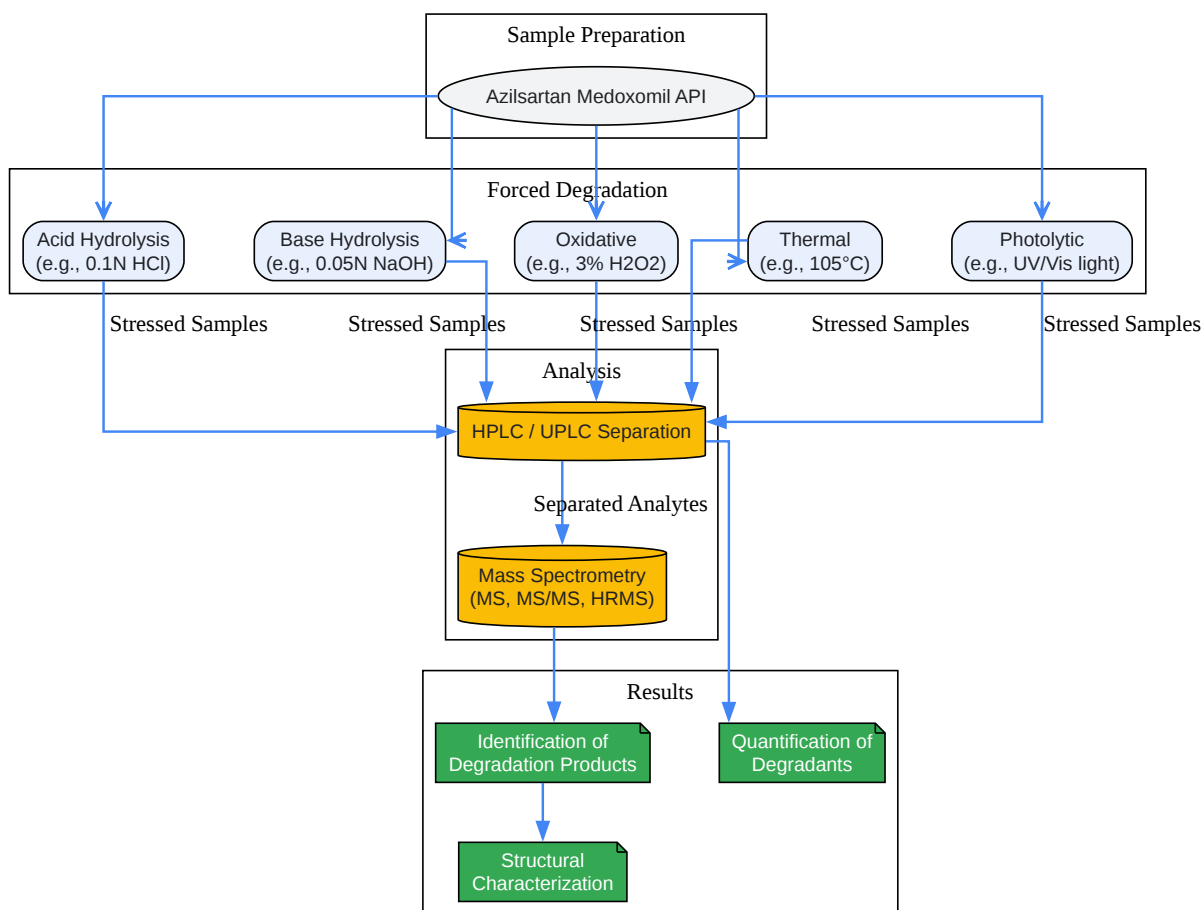 Sample Preparation
Azilsartan Medoxomil API
Forced Degradation
Acid Hydrolysis
(e.g., 0.1N HCl)
Base Hydrolysis
(e.g., 0.05N NaOH)
Oxidative
(e.g., 3% H2O2)
Thermal
(e.g., 105°C)
Photolytic
(e.g., UV/Vis light)
Stressed Samples
Stressed Samples
Stressed Samples
Stressed Samples
Stressed Samples
Analysis
HPLC / UPLC Separation
Separated Analytes
Mass Spectrometry
(MS, MS/MS, HRMS)
Results
Identification of
Degradation Products
Quantification of
Degradants
Structural
Characterization